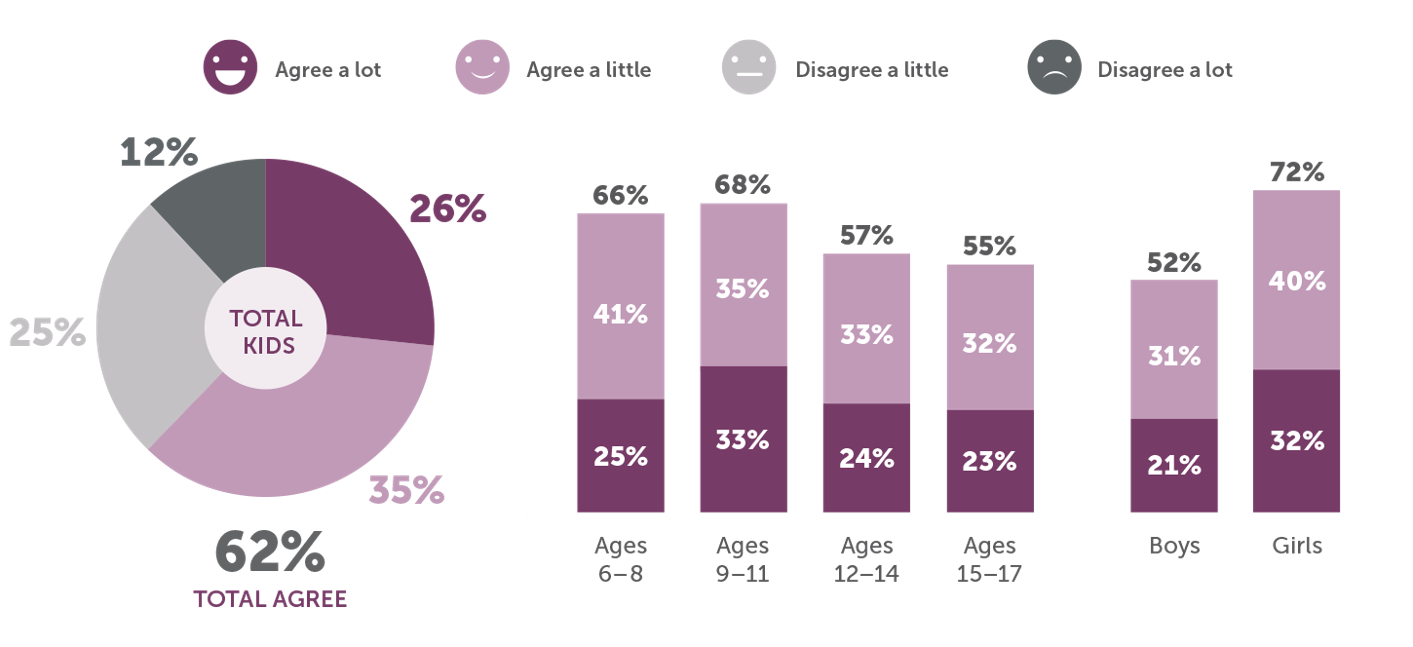 Agree a lot
Agree a little
Disagree a little
Disagree a lot
12%
26%
25%
35%
TOTAL
KIDS
62%
TOTAL AGREE
66%
41%
25%
Ages
6–8
68%
35%
33%
Ages
9–11
57%
33%
24%
Ages
12–14
55%
32%
23%
Ages
15–17
52%
31%
21%
Boys
72%
40%
32%
Girls